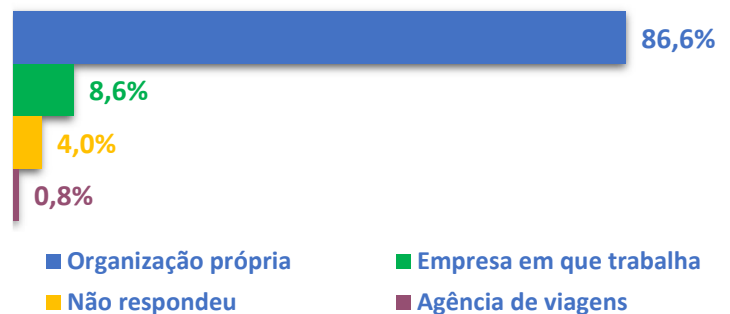 86,6%
8,6%
4,0%
0,8%
Organização própria
Empresa em que trabalha
Não respondeu
Agência de viagens